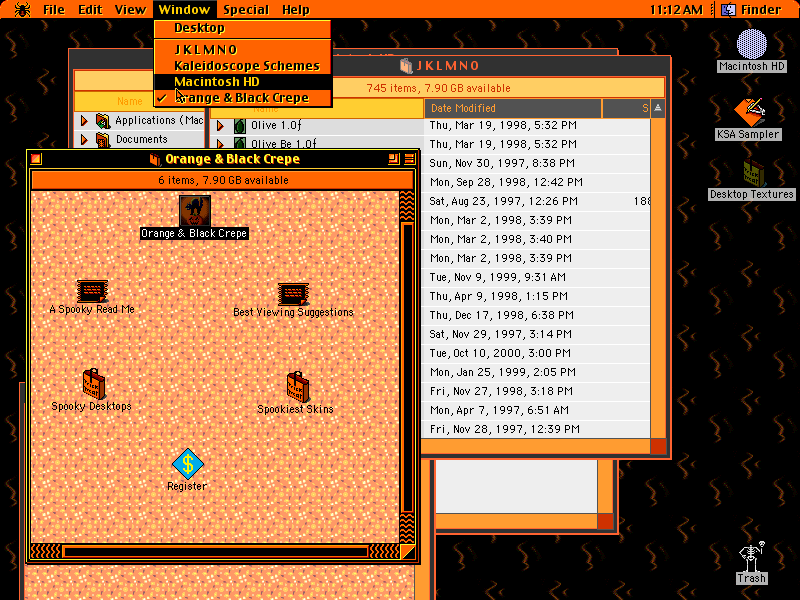 File Edit View Window Special Help 11:12 AM Finder
Desktop
J K L M N O
Kaleidoscope Schemes
Macintosh HD
Orange & Black Crepe
J K L M N O
745 items, 7.90 GB available
Name
Name Date Modified S
Applications (Mac
Documents
Olive 1.0f
Olive Be 1.0f
Thu, Mar 19, 1998, 5:32 PM
Thu, Mar 19, 1998, 5:32 PM
Sun, Nov 30, 1997, 8:38 PM
Mon, Sep 28, 1998, 12:42 PM
Sat, Aug 23, 1997, 12:26 PM 188
Mon, Mar 2, 1998, 3:39 PM
Mon, Mar 2, 1998, 3:40 PM
Mon, Mar 2, 1998, 3:39 PM
Tue, Nov 9, 1999, 9:31 AM
Thu, Apr 9, 1998, 1:15 PM
Thu, Dec 17, 1998, 6:38 PM
Sat, Nov 29, 1997, 3:14 PM
Tue, Oct 10, 2000, 3:00 PM
Mon, Jan 25, 1999, 2:05 PM
Fri, Nov 27, 1998, 3:18 PM
Mon, Apr 7, 1997, 6:51 AM
Fri, Nov 28, 1997, 12:39 PM
Orange & Black Crepe
6 items, 7.90 GB available
Orange & Black Crepe
A Spooky Read Me
Best Viewing Suggestions
Spooky Desktops
Spookiest Skins
$
Register
Macintosh HD
KSA Sampler
Desktop Textures
Trash